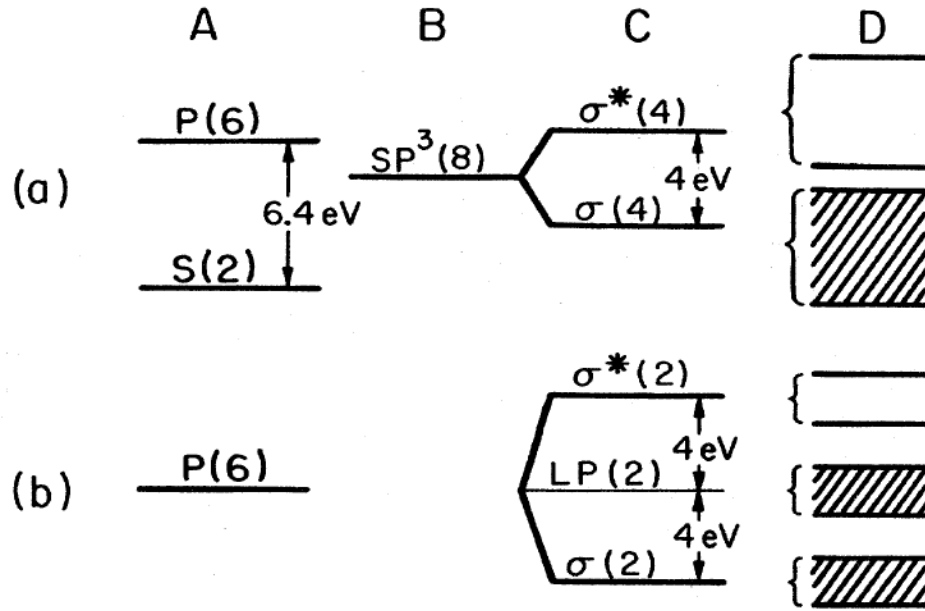 A B C D
(a)
P(6)
6.4 eV
S(2)
SP³(8)
σ*(4)
4 eV
σ(4)
(b)
P(6)
σ*(2)
4 eV
LP(2)
4 eV
σ(2)